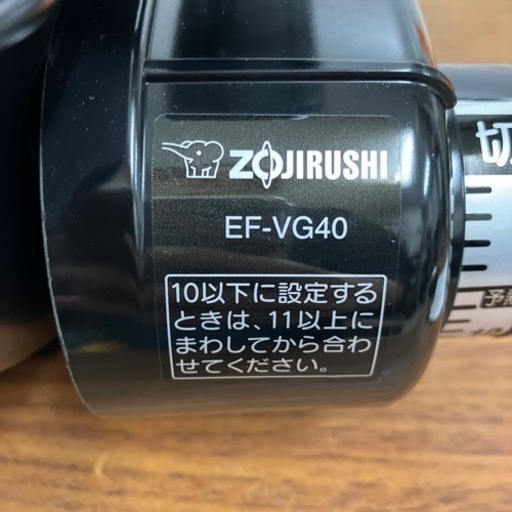 ZOJIRUSHI
EF-VG40
10以下に設定する
ときは、11以上に
まわしてから合わ
せてください。
切
予